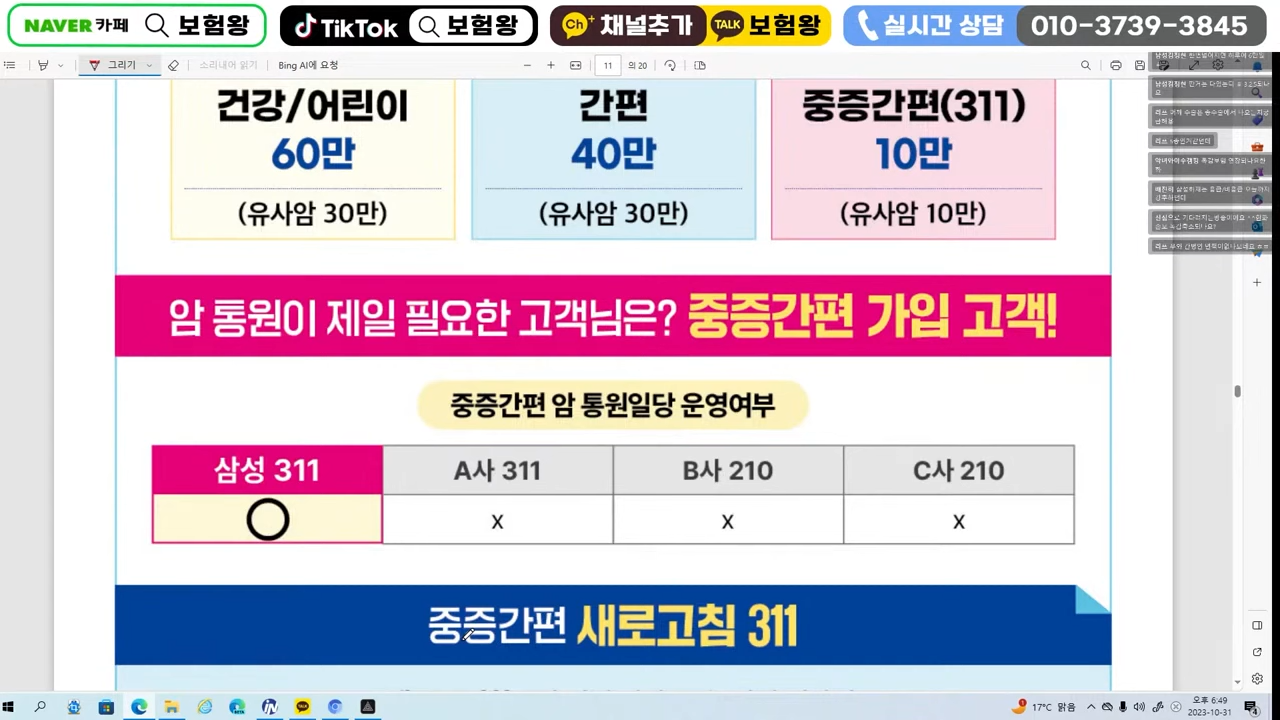 NAVER 카페 보험왕
TikTok 보험왕
Ch+ 채널추가 TALK 보험왕
실시간 상담 010-3739-3845
그리기
소리내어 읽기
Bing AI에 요청
11 의 20
건강/어린이
60만
(유사암 30만)
간편
40만
(유사암 30만)
중증간편(311)
10만
(유사암 10만)
암 통원이 제일 필요한 고객님은? 중증간편 가입 고객!
중증간편 암 통원일당 운영여부
삼성 311 A사 311 B사 210 C사 210
O x x x
중증간편 새로고침 311
17°C 맑음
오후 6:49
2023-10-31